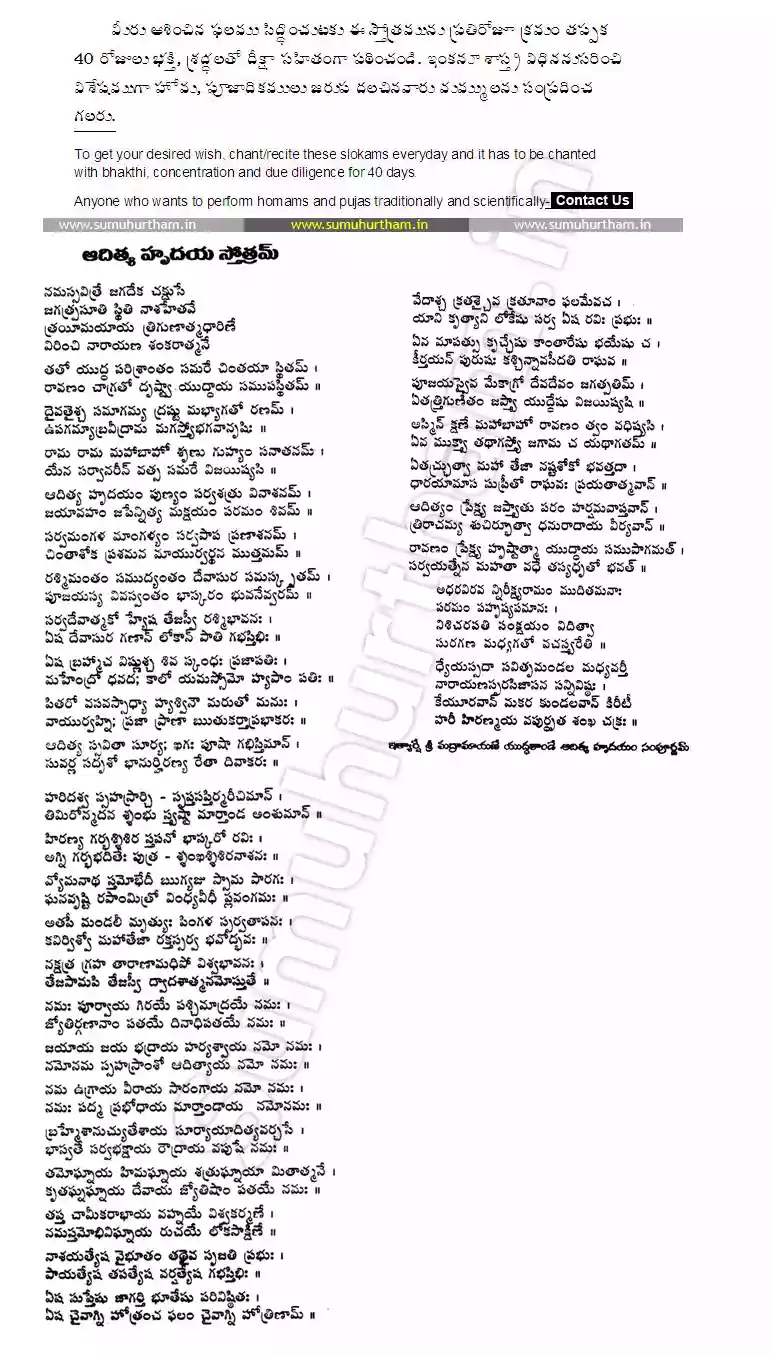 మీరు ఆశించిన ఫలము సిద్ధించుటకు ఈ స్తోత్రమును ప్రతిరోజూ క్రమం తప్పక
40 రోజులు భక్తి, శ్రద్ధలతో దీక్షా సహితంగా పఠించండి. ఇంకనూ శాస్త్ర విధిననుసరించి
విశేషముగా హోమ, పూజాదికములు జరుప దలచినవారు మమ్ములను సంప్రదించ
గలరు.
To get your desired wish, chant/recite these slokams everyday and it has to be chanted
with bhakthi, concentration and due diligence for 40 days.
Anyone who wants to perform homams and pujas traditionally and scientifically- Contact Us
www.sumuhurtham.in www.sumuhurtham.in www.sumuhurtham.in
ఆదిత్య హృదయ స్తోత్రమ్
నమస్సవిత్రే జగదేక చక్షుసే
జగత్ప్రసూతి స్థితి నాశహేతవే
త్రయీమయాయ త్రిగుణాత్మధారిణే
విరించి నారాయణ శంకరాత్మనే
తతో యుద్ధ పరిశ్రాంతం సమరే చింతయా స్థితమ్ ।
రావణం చాగ్రతో దృష్ట్వా యుద్ధాయ సముపస్థితమ్ ॥
దైవతైశ్చ సమాగమ్య ద్రష్టు మభ్యాగతో రణమ్ ।
ఉపగమ్యాబ్రవీద్రామ మగస్త్యోభగవానృషిః ॥
రామ రామ మహాబాహో శృణు గుహ్యం సనాతనమ్ ।
యేన సర్వానరీన్ వత్స సమరే విజయిష్యసి ॥
ఆదిత్య హృదయం పుణ్యం సర్వశత్రు వినాశనమ్ ।
జయావహం జపేన్నిత్య మక్షయం పరమం శివమ్ ॥
సర్వమంగళ మాంగళ్యం సర్వపాప ప్రణాశనమ్ ।
చింతాశోక ప్రశమన మాయుర్వర్ధన ముత్తమమ్ ॥
రశ్మిమంతం సముద్యంతం దేవాసుర నమస్కృతమ్ ।
పూజయస్వ వివస్వంతం భాస్కరం భువనేశ్వరమ్ ॥
సర్వదేవాత్మకో హ్యేష తేజస్వీ రశ్మిభావనః ।
ఏష దేవాసుర గణాన్ లోకాన్ పాతి గభస్తిభిః ॥
ఏష బ్రహ్మాచ విష్ణుశ్చ శివ స్కంధః ప్రజాపతిః ।
మహేంద్రో ధనద; కాలో యమస్సోమో హ్యపాం పతిః ॥
పితరో వసవస్సాధ్యా హ్యశ్వినౌ మరుతో మనుః ।
వాయుర్వహ్ని; ప్రజా ప్రాణా ఋతుకర్తాప్రభాకరః ॥
ఆదిత్య స్సవితా సూర్య; ఖగః పూషా గభస్తిమాన్ ।
సువర్ణ సదృశో భానుర్హిరణ్య రేతా దివాకరః ॥
హరిదశ్వ స్సహస్రార్చి - స్సప్తసప్తిర్మరీచిమాన్ ।
తిమిరోన్మథన శ్శంభు స్త్వష్టా మార్తాండ అంశుమాన్ ॥
హిరణ్య గర్భశ్శిశిర స్తపనో భాస్కరో రవిః ।
అగ్ని గర్భభదితేః పుత్ర - శ్శంఖశ్శిశిరనాశనః ॥
వ్యోమనాథ స్తమోభేదీ ఋగ్యజు స్సామ పారగః ।
ఘనవృష్టి రపాంమిత్రో వింధ్యవీథీ ప్లవంగమః ॥
అతపీ మండలీ మృత్యుః పింగళ స్సర్వతాపనః ।
కవిర్విశ్వో మహాతేజా రక్తస్సర్వ భవోద్భవః ॥
నక్షత్ర గ్రహ తారాణామధిపో విశ్వభావనః ।
తేజసామపి తేజస్వీ ద్వాదశాత్మనమోస్తుతే ॥
నమః పూర్వాయ గిరయే పశ్చిమాద్రయే నమః ।
జ్యోతిర్గణానాం పతయే దినాధిపతయే నమః ॥
జయాయ జయ భద్రాయ హర్యశ్వాయ నమో నమః ।
నమోనమ స్సహస్రాంశో ఆదిత్యాయ నమో నమః ॥
నమ ఉగ్రాయ వీరాయ సారంగాయ నమో నమః ।
నమః పద్మ ప్రభోధాయ మార్తాండాయ నమోనమః ॥
బ్రహ్మేశానుచ్యుతేశాయ సూర్యాయాదిత్యవర్చసే ।
భాస్వతే సర్వభక్షాయ రౌద్రాయ వపుషే నమః ॥
తమోఘ్నాయ హిమఘ్నాయ శత్రుఘ్నాయా మితాత్మనే ।
కృతఘ్నఘ్నాయ దేవాయ జ్యోతిషాం పతయే నమః ॥
తప్త చామీకరాభాయ వహ్నయే విశ్వకర్మణే ।
నమస్తమోభినిఘ్నాయ రుచయే లోకసాక్షిణే ॥
నాశయత్యేష వైభూతం తథైవ సృజతి ప్రభుః ।
పాయత్యేష తపత్యేష వర్షత్యేష గభస్తిభిః ॥
ఏష సుప్తేషు జాగర్తి భూతేషు పరినిష్ఠితః ।
ఏష చైవాగ్ని హోత్రంచ ఫలం చైవాగ్ని హోత్రిణామ్ ॥
వేదాశ్చ క్రతశ్చైవ క్రతూనాం ఫలమేవచ ।
యాని కృత్యాని లోకేషు సర్వ ఏష రవిః ప్రభుః ॥
ఏన మాపత్సు కృచ్ఛ్రేషు కాంతారేషు భయేషు చ ।
కీర్తయన్ పురుషః కశ్చిన్నావసీదతి రాఘవ ॥
పూజయస్వైన మేకాగ్రో దేవదేవం జగత్పతిమ్ ।
ఏతత్త్రిగుణితం జప్త్వా యుద్ధేషు విజయిష్యసి ॥
అస్మిన్ క్షణే మహాబాహో రావణం త్వం వధిష్యసి ।
ఏవ ముక్త్వా తథాగస్త్యో జగామ చ యథాగతమ్ ॥
ఏతచ్ఛ్రుత్వా మహా తేజా నష్టశోకో భవత్తదా ।
ధారయామాస సుప్రీతో రాఘవః ప్రయతాత్మవాన్ ॥
ఆదిత్యం ప్రేక్ష్య జప్త్వాతు పరం హర్షమవాప్తవాన్ ।
త్రిరాచమ్య శుచిర్భూత్వా ధనురాదాయ వీర్యవాన్ ॥
రావణం ప్రేక్ష్య హృష్టాత్మా యుద్ధాయ సముపాగమత్ ।
సర్వయత్నేన మహతా వధే తస్యధృతో భవత్ ॥
అధరవిరవ న్నిరీక్ష్యరామం ముదితమనాః
పరమం ప్రహృష్యమానః ।
నిశిచరపతి సంక్షయం విదిత్వా
సురగణ మధ్యగతో వచస్త్వరేతి ॥
ధ్యేయస్సదా సవితృమండల మధ్యవర్తీ
నారాయణస్సరసిజాసన సన్నివిష్టః ।
కేయూరవాన్ మకర కుండలవాన్ కిరీటీ
హారీ హిరణ్మయ వపుర్ధృత శంఖ చక్రః ॥
ఇత్యార్షే శ్రీ మద్రామాయణే యుద్ధకాండే ఆదిత్య హృదయం సంపూర్ణమ్
Sumuhurtham.in